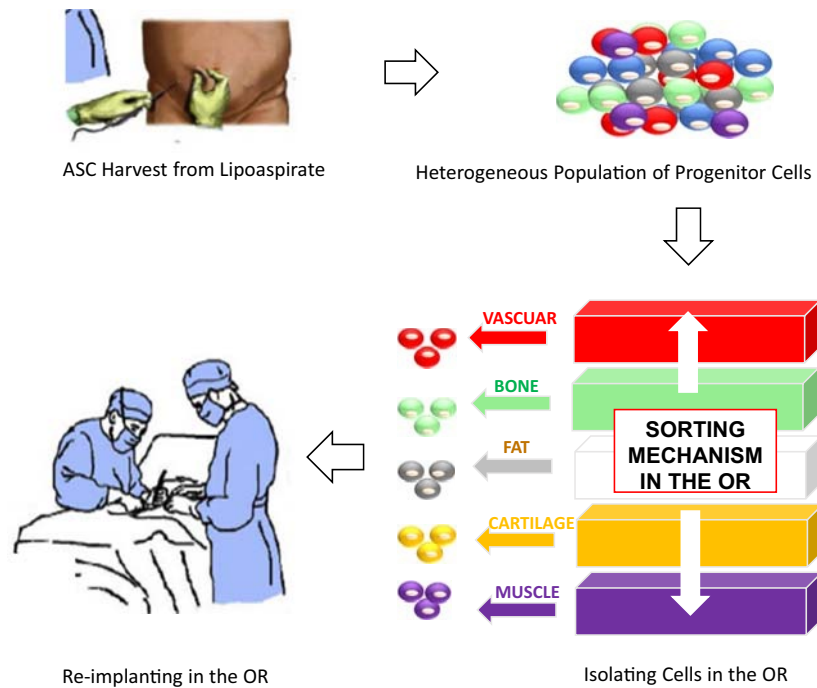 ASC Harvest from Lipoaspirate
Heterogeneous Population of Progenitor Cells
VASCUAR
BONE
FAT
CARTILAGE
MUSCLE
SORTING
MECHANISM
IN THE OR
Re-implanting in the OR
Isolating Cells in the OR